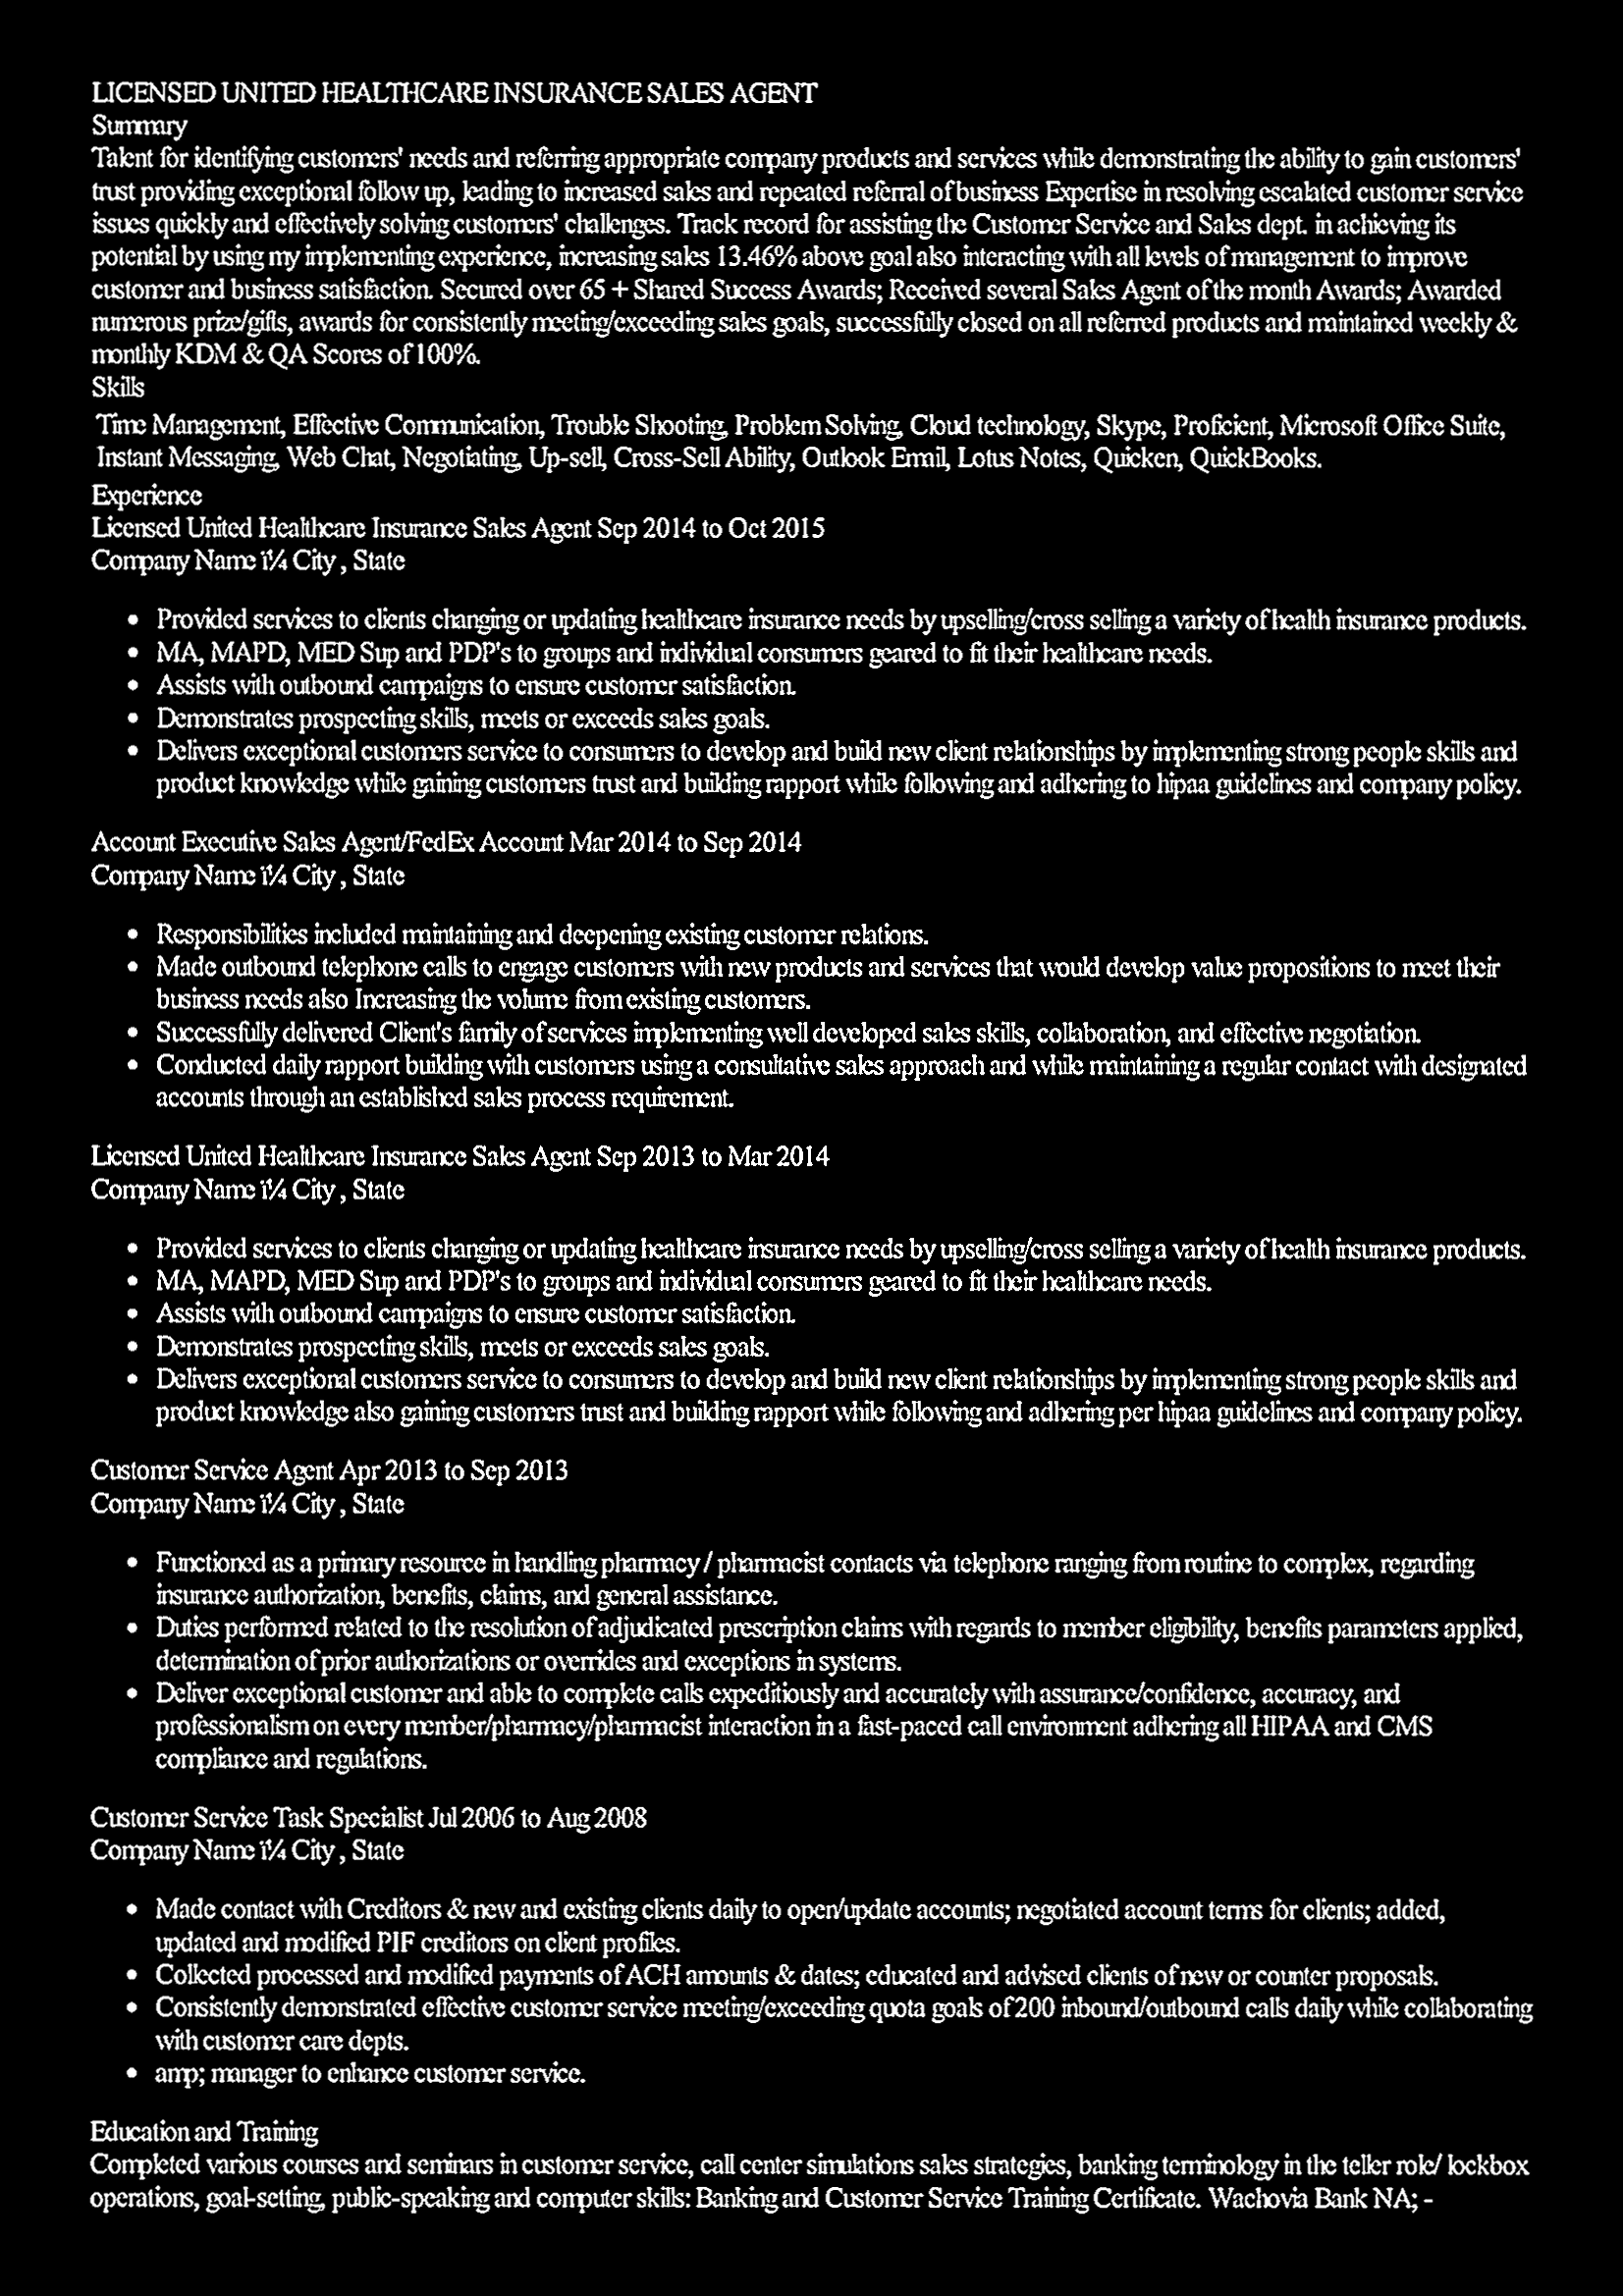 LICENSED UNITED HEALTHCARE INSURANCE SALES AGENT
Summary
Talent for identifying customers' needs and referring appropriate company products and services while demonstrating the ability to gain customers'
trust providing exceptional follow up, leading to increased sales and repeated referral of business Expertise in resolving escalated customer service
issues quickly and effectively solving customers' challenges. Track record for assisting the Customer Service and Sales dept. in achieving its
potential by using my implementing experience, increasing sales 13.46% above goal also interacting with all levels of management to improve
customer and business satisfaction. Secured over 65 + Shared Success Awards; Received several Sales Agent of the month Awards; Awarded
numerous prize/gifts, awards for consistently meeting/exceeding sales goals, successfully closed on all referred products and maintained weekly &
monthly KDM & QA Scores of 100%.
Skills
Time Management, Effective Communication, Trouble Shooting, Problem Solving, Cloud technology, Skype, Proficient, Microsoft Office Suite,
Instant Messaging, Web Chat, Negotiating, Up-sell, Cross-Sell Ability, Outlook Email, Lotus Notes, Quicken, QuickBooks.
Experience
Licensed United Healthcare Insurance Sales Agent Sep 2014 to Oct 2015
Company Name ï¼ City , State
• Provided services to clients changing or updating healthcare insurance needs by upselling/cross selling a variety of health insurance products.
• MA, MAPD, MED Sup and PDP's to groups and individual consumers geared to fit their healthcare needs.
• Assists with outbound campaigns to ensure customer satisfaction.
• Demonstrates prospecting skills, meets or exceeds sales goals.
• Delivers exceptional customers service to consumers to develop and build new client relationships by implementing strong people skills and
product knowledge while gaining customers trust and building rapport while following and adhering to hipaa guidelines and company policy.
Account Executive Sales Agent/FedEx Account Mar 2014 to Sep 2014
Company Name ï¼ City , State
• Responsibilities included maintaining and deepening existing customer relations.
• Made outbound telephone calls to engage customers with new products and services that would develop value propositions to meet their
business needs also Increasing the volume from existing customers.
• Successfully delivered Client's family of services implementing well developed sales skills, collaboration, and effective negotiation.
• Conducted daily rapport building with customers using a consultative sales approach and while maintaining a regular contact with designated
accounts through an established sales process requirement.
Licensed United Healthcare Insurance Sales Agent Sep 2013 to Mar 2014
Company Name ï¼ City , State
• Provided services to clients changing or updating healthcare insurance needs by upselling/cross selling a variety of health insurance products.
• MA, MAPD, MED Sup and PDP's to groups and individual consumers geared to fit their healthcare needs.
• Assists with outbound campaigns to ensure customer satisfaction.
• Demonstrates prospecting skills, meets or exceeds sales goals.
• Delivers exceptional customers service to consumers to develop and build new client relationships by implementing strong people skills and
product knowledge also gaining customers trust and building rapport while following and adhering per hipaa guidelines and company policy.
Customer Service Agent Apr 2013 to Sep 2013
Company Name ï¼ City , State
• Functioned as a primary resource in handling pharmacy / pharmacist contacts via telephone ranging from routine to complex, regarding
insurance authorization, benefits, claims, and general assistance.
• Duties performed related to the resolution of adjudicated prescription claims with regards to member eligibility, benefits parameters applied,
determination of prior authorizations or overrides and exceptions in systems.
• Deliver exceptional customer and able to complete calls expeditiously and accurately with assurance/confidence, accuracy, and
professionalism on every member/pharmacy/pharmacist interaction in a fast-paced call environment adhering all HIPAA and CMS
compliance and regulations.
Customer Service Task Specialist Jul 2006 to Aug 2008
Company Name ï¼ City , State
• Made contact with Creditors & new and existing clients daily to open/update accounts; negotiated account terms for clients; added,
updated and modified PIF creditors on client profiles.
• Collected processed and modified payments of ACH amounts & dates; educated and advised clients of new or counter proposals.
• Consistently demonstrated effective customer service meeting/exceeding quota goals of 200 inbound/outbound calls daily while collaborating
with customer care depts.
• amp; manager to enhance customer service.
Education and Training
Completed various courses and seminars in customer service, call center simulations sales strategies, banking terminology in the teller role/ lockbox
operations, goal-setting, public-speaking and computer skills: Banking and Customer Service Training Certificate. Wachovia Bank NA; -